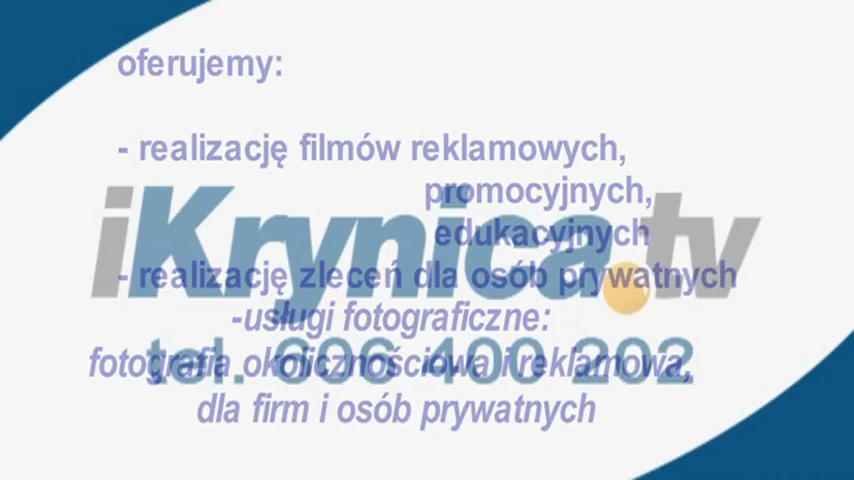 oferujemy:
- realizację filmów reklamowych,
promocyjnych,
edukacyjnych
iKrynica.tv
- realizację zleceń dla osób prywatnych
-usługi fotograficzne:
fotografia okolicznościowa i reklamowa,
tel. 606 400 202
dla firm i osób prywatnych